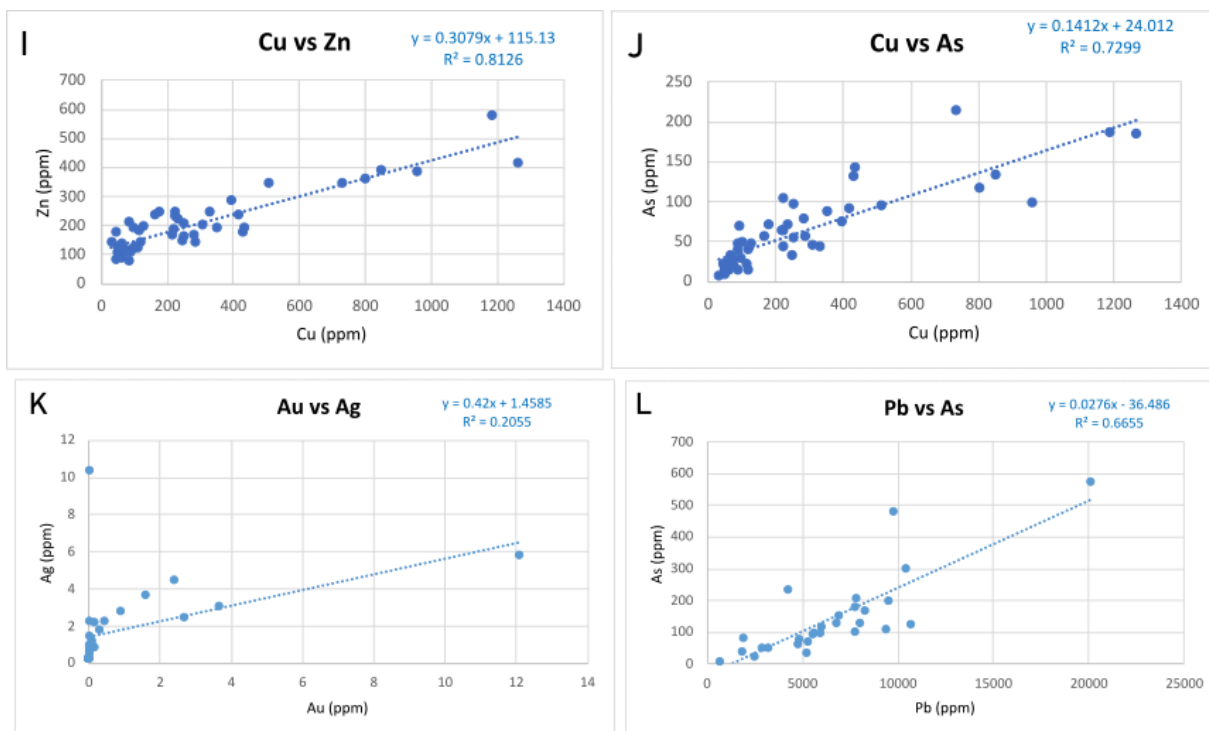 I
Cu vs Zn
y = 0.3079x + 115.13
R² = 0.8126
700
600
500
400
300
200
100
0
Zn (ppm)
0 200 400 600 800 1000 1200 1400
Cu (ppm)
J
Cu vs As
y = 0.1412x + 24.012
R² = 0.7299
250
200
150
100
50
0
As (ppm)
0 200 400 600 800 1000 1200 1400
Cu (ppm)
K
Au vs Ag
y = 0.42x + 1.4585
R² = 0.2055
12
10
8
6
4
2
0
Ag (ppm)
0 2 4 6 8 10 12 14
Au (ppm)
L
Pb vs As
y = 0.0276x - 36.486
R² = 0.6655
700
600
500
400
300
200
100
0
As (ppm)
0 5000 10000 15000 20000 25000
Pb (ppm)